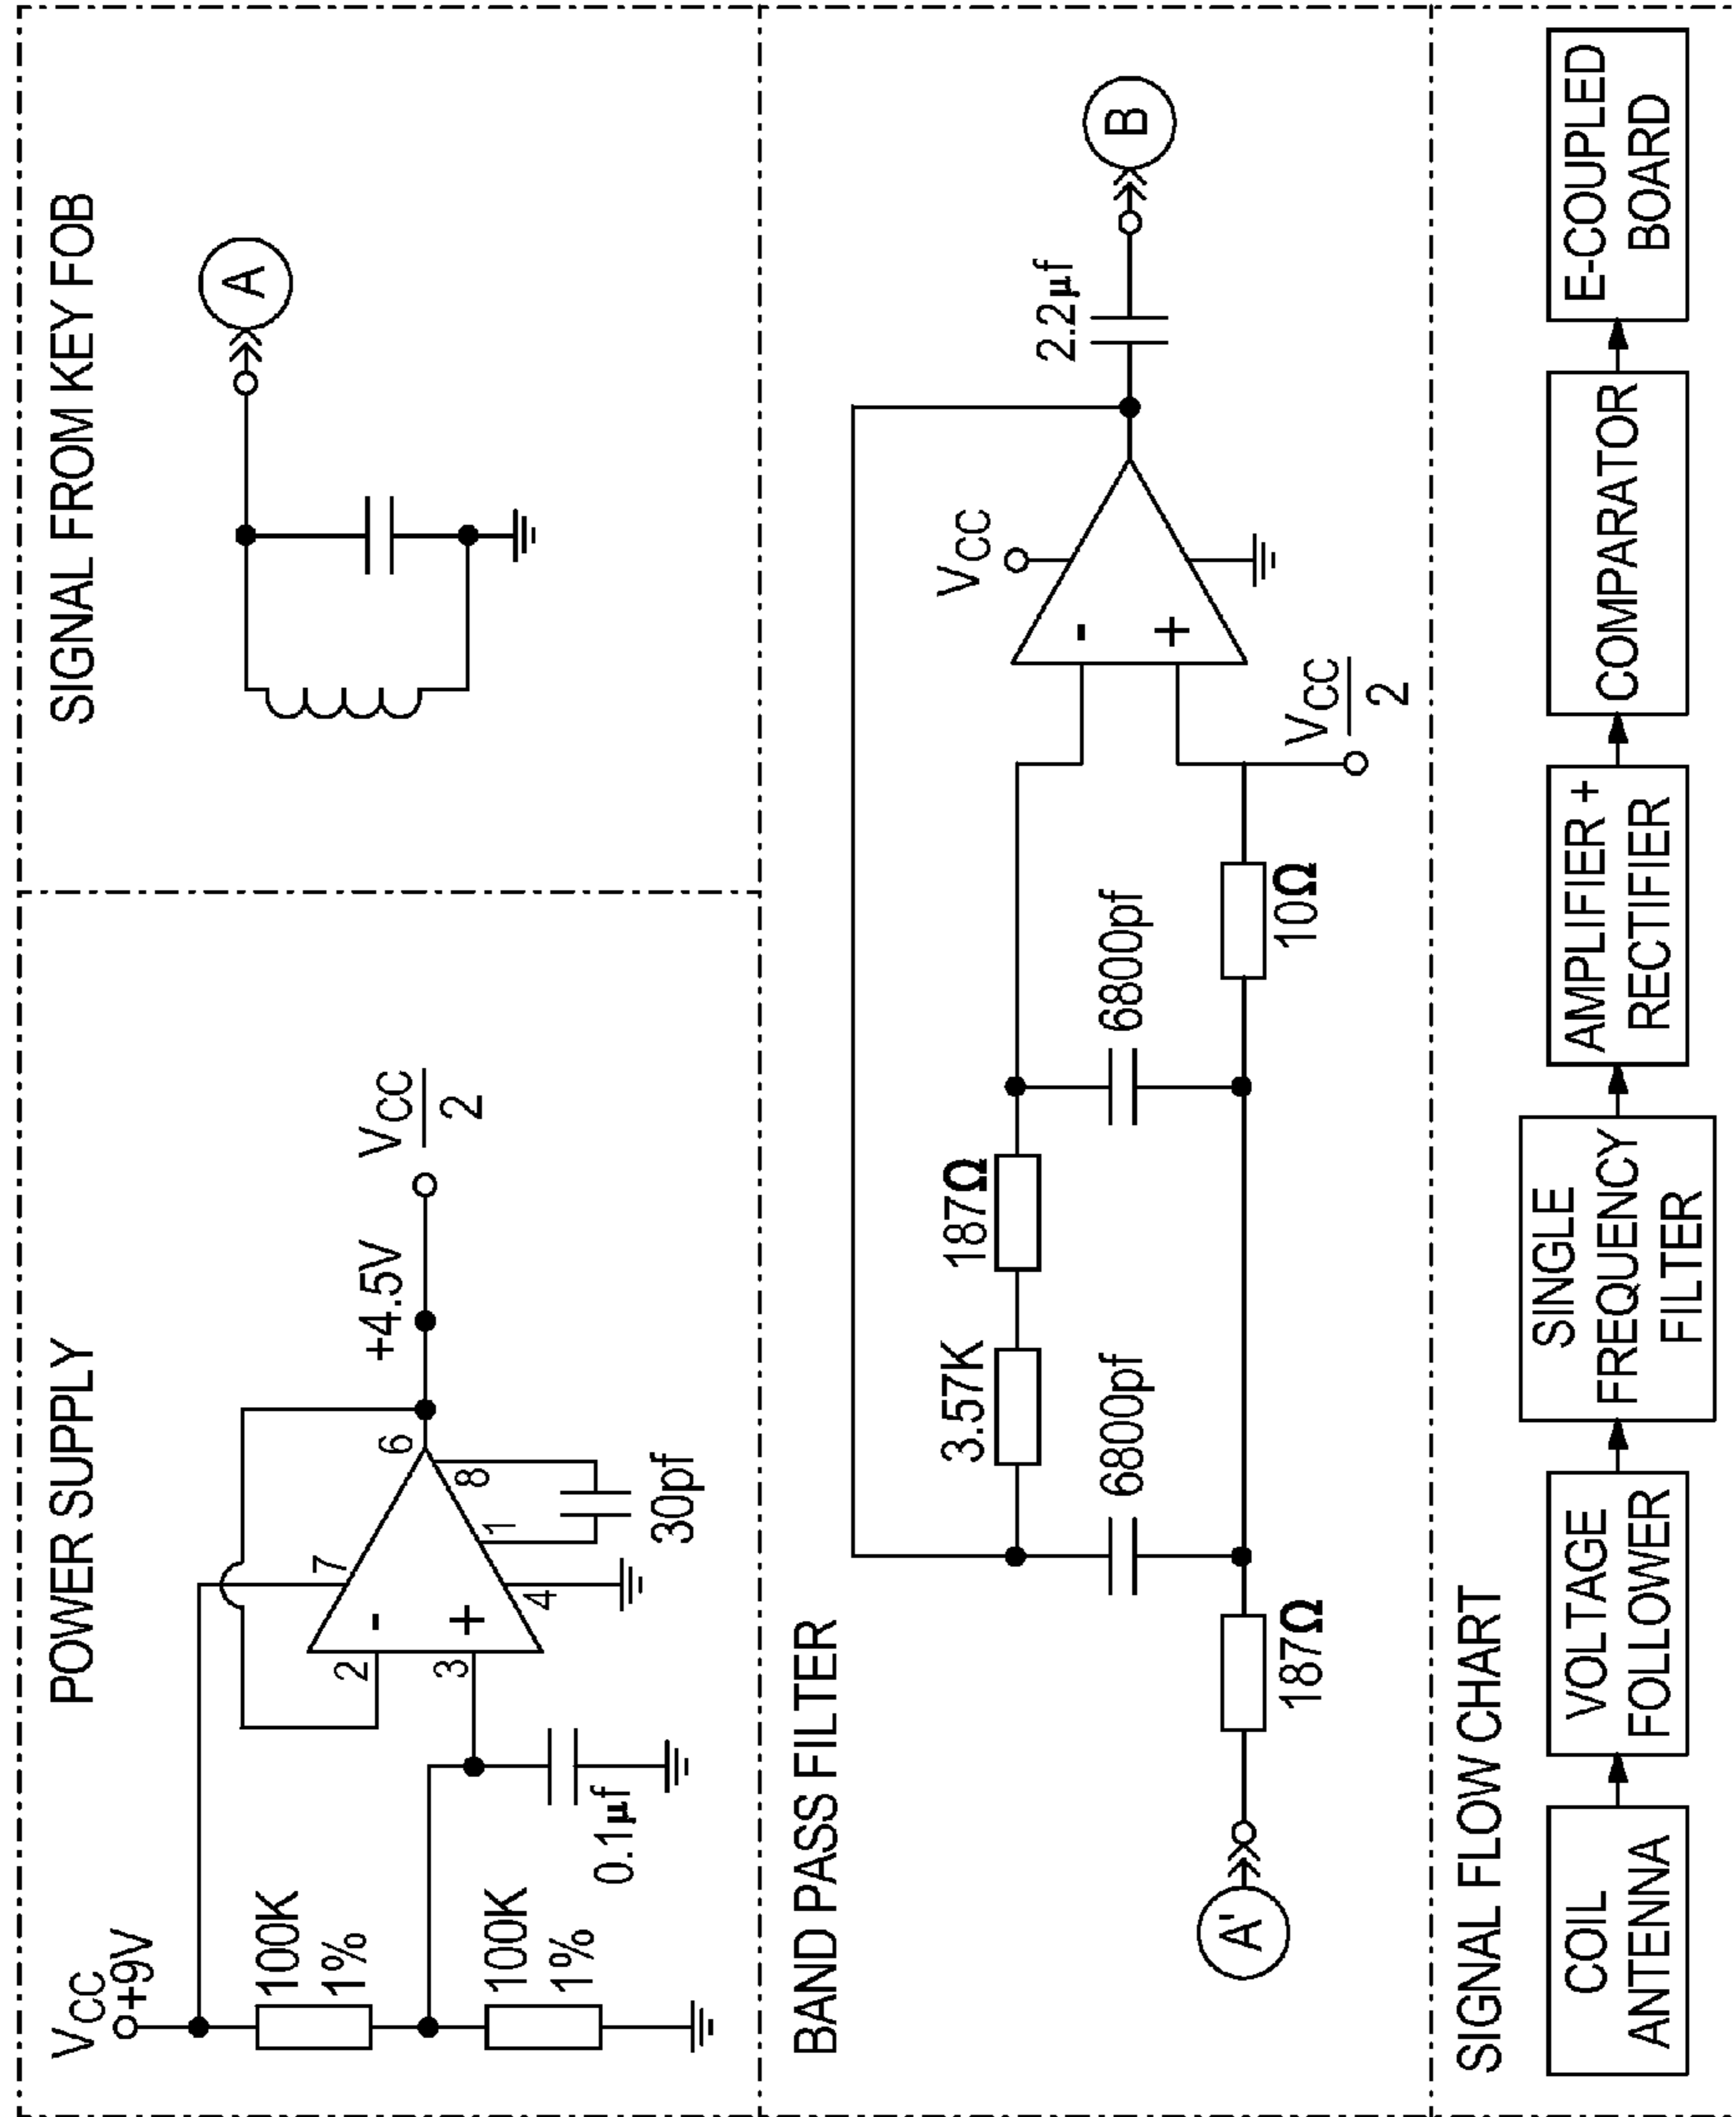 POWER SUPPLY
VCC
+9V
100K
1%
100K
1%
0.1µf
2
3
-
+
7
4
1
8
6
30pf
+4.5V
VCC
2
SIGNAL FROM KEY FOB
A
BAND PASS FILTER
A'
187Ω
3.57K
187Ω
6800pf
6800pf
10Ω
VCC
2
-
+
VCC
2.2µf
B
SIGNAL FLOW CHART
COIL
ANTENNA
VOLTAGE
FOLLOWER
SINGLE
FREQUENCY
FILTER
AMPLIFIER +
RECTIFIER
COMPARATOR
E-COUPLED
BOARD